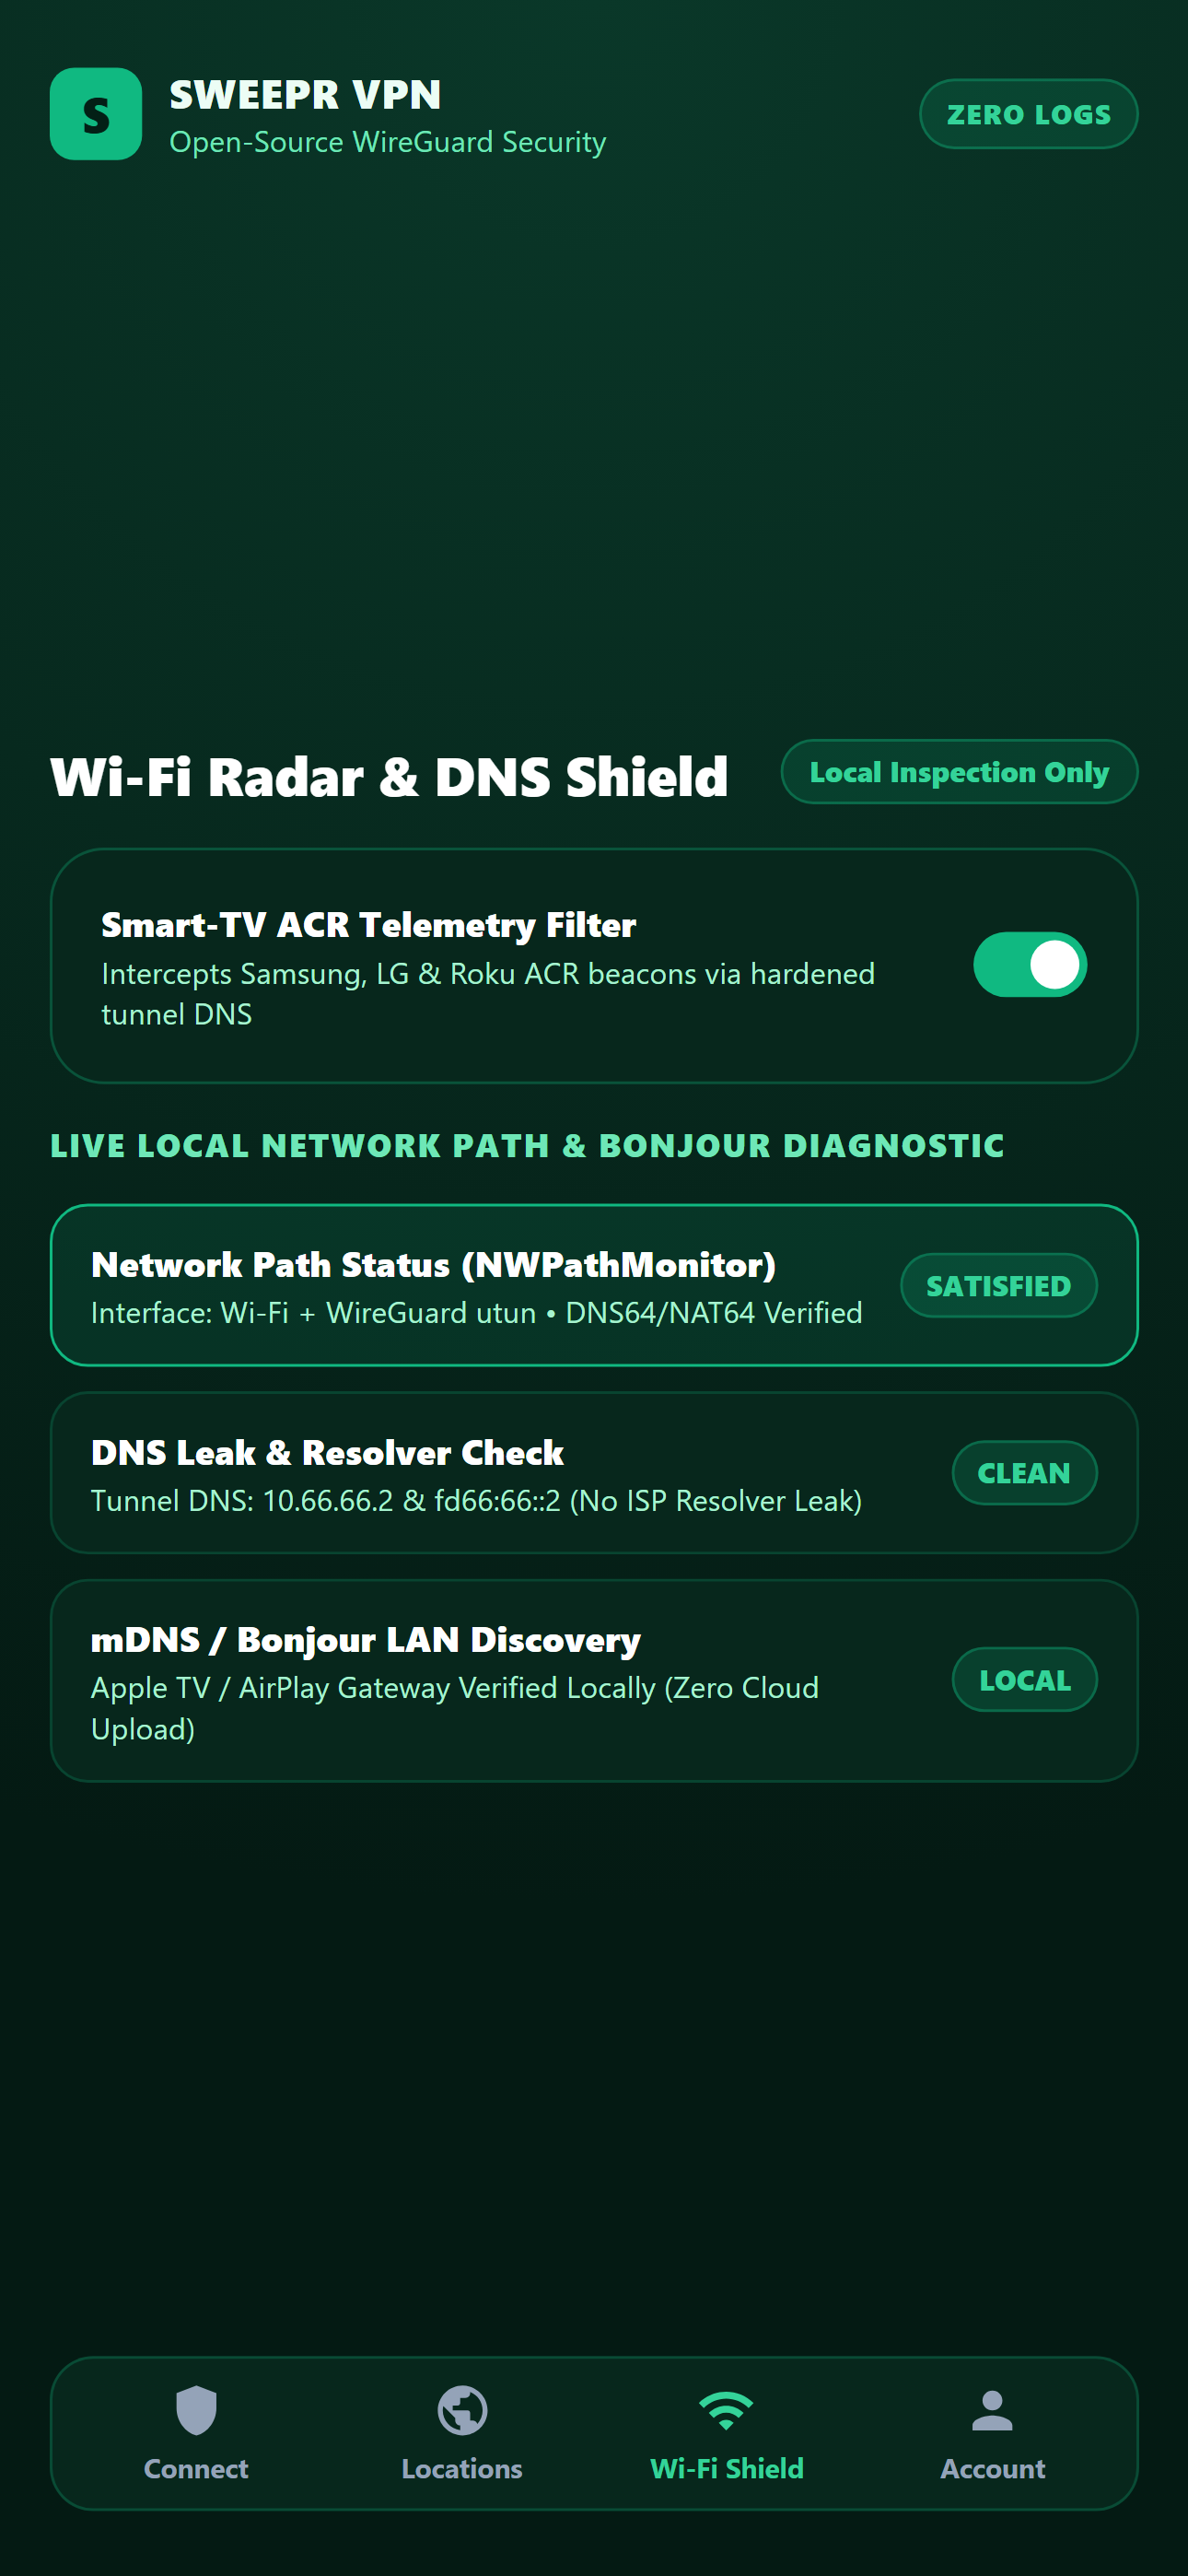 S
SWEEPR VPN
Open-Source WireGuard Security
ZERO LOGS
Wi-Fi Radar & DNS Shield
Local Inspection Only
Smart-TV ACR Telemetry Filter
Intercepts Samsung, LG & Roku ACR beacons via hardened
tunnel DNS
LIVE LOCAL NETWORK PATH & BONJOUR DIAGNOSTIC
Network Path Status (NWPathMonitor)
Interface: Wi-Fi + WireGuard utun • DNS64/NAT64 Verified
SATISFIED
DNS Leak & Resolver Check
Tunnel DNS: 10.66.66.2 & fd66:66::2 (No ISP Resolver Leak)
CLEAN
mDNS / Bonjour LAN Discovery
Apple TV / AirPlay Gateway Verified Locally (Zero Cloud
Upload)
LOCAL
Connect
Locations
Wi-Fi Shield
Account